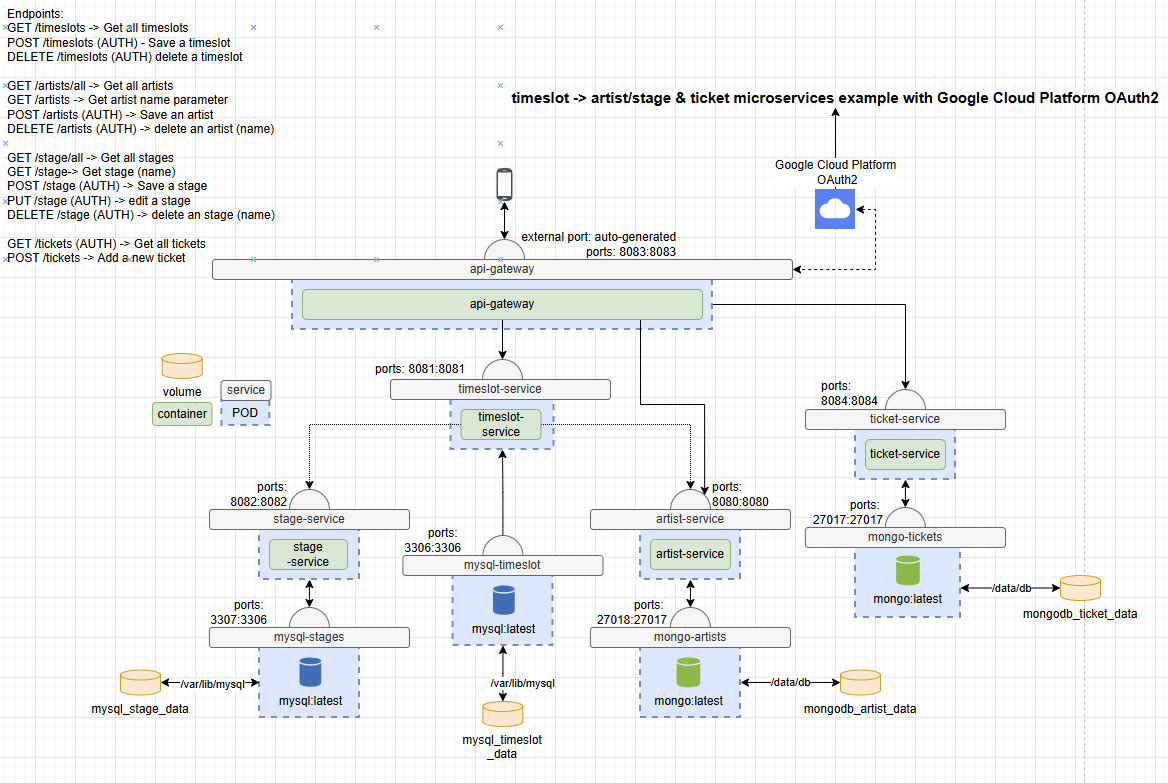 Endpoints:
GET /timeslots -> Get all timeslots
POST /timeslots (AUTH) - Save a timeslot
DELETE /timeslots (AUTH) delete a timeslot
GET /artists/all -> Get all artists
GET /artists -> Get artist name parameter
POST /artists (AUTH) -> Save an artist
DELETE /artists (AUTH) -> delete an artist (name)
GET /stage/all -> Get all stages
GET /stage-> Get stage (name)
POST /stage (AUTH) -> Save a stage
PUT /stage (AUTH) -> edit a stage
DELETE /stage (AUTH) -> delete an stage (name)
GET /tickets (AUTH) -> Get all tickets
POST /tickets -> Add a new ticket
timeslot -> artist/stage & ticket microservices example with Google Cloud Platform OAuth2
Google Cloud Platform
OAuth2
external port: auto-generated
ports: 8083:8083
api-gateway
api-gateway
volume
service
container
POD
ports: 8081:8081
timeslot-service
timeslot-
service
ports:
8084:8084
ticket-service
ticket-service
ports:
8082:8082
stage-service
stage
-service
ports:
3306:3306
mysql-timeslot
mysql:latest
ports:
8080:8080
artist-service
artist-service
ports:
27017:27017
mongo-tickets
mongo:latest
/data/db
mongodb_ticket_data
ports:
3307:3306
mysql-stages
mysql:latest
/var/lib/mysql
mysql_stage_data
/var/lib/mysql
mysql_timeslot
_data
ports:
27018:27017
mongo-artists
mongo:latest
/data/db
mongodb_artist_data